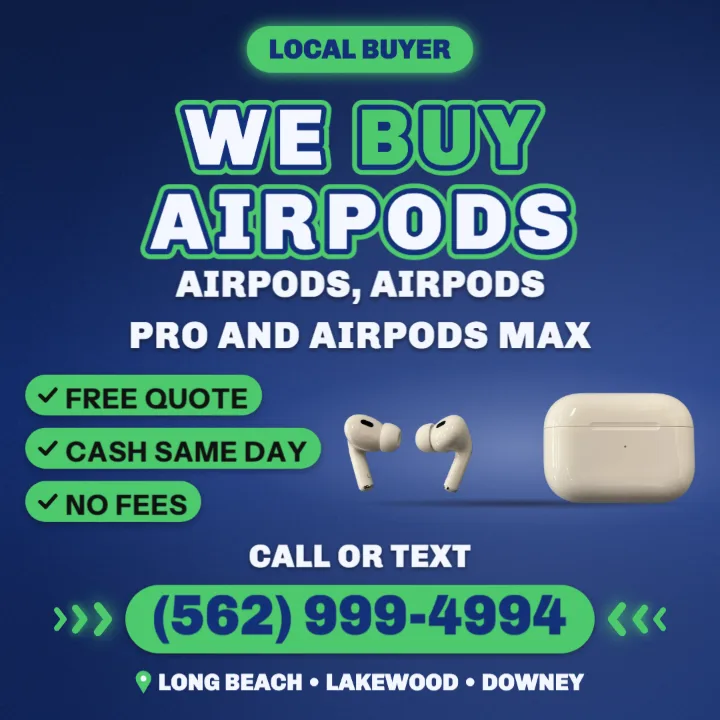 LOCAL BUYER
WE BUY
AIRPODS
AIRPODS, AIRPODS
PRO AND AIRPODS MAX
FREE QUOTE
CASH SAME DAY
NO FEES
CALL OR TEXT
(562) 999-4994
LONG BEACH • LAKEWOOD • DOWNEY